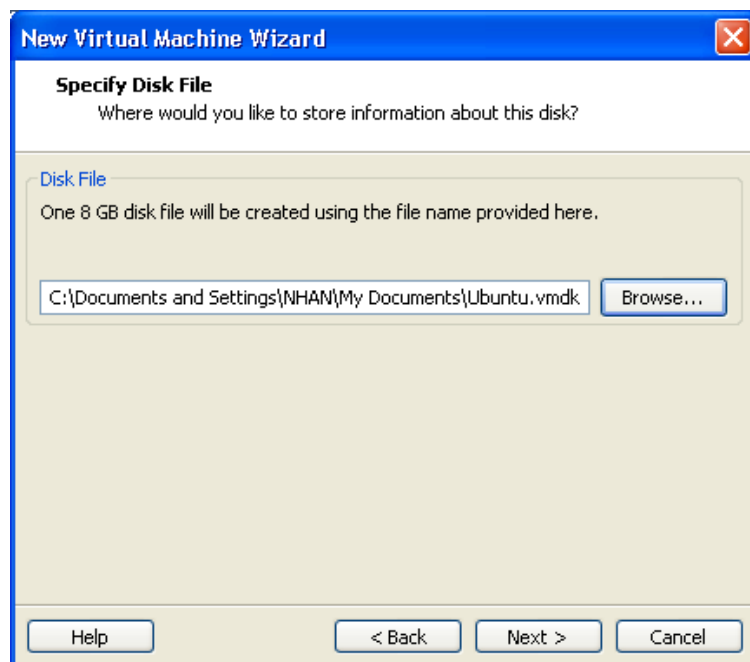 New Virtual Machine Wizard
Specify Disk File
Where would you like to store information about this disk?
Disk File
One 8 GB disk file will be created using the file name provided here.
C:\Documents and Settings\NHAN\My Documents\Ubuntu.vmdk
Browse...
Help
< Back
Next >
Cancel